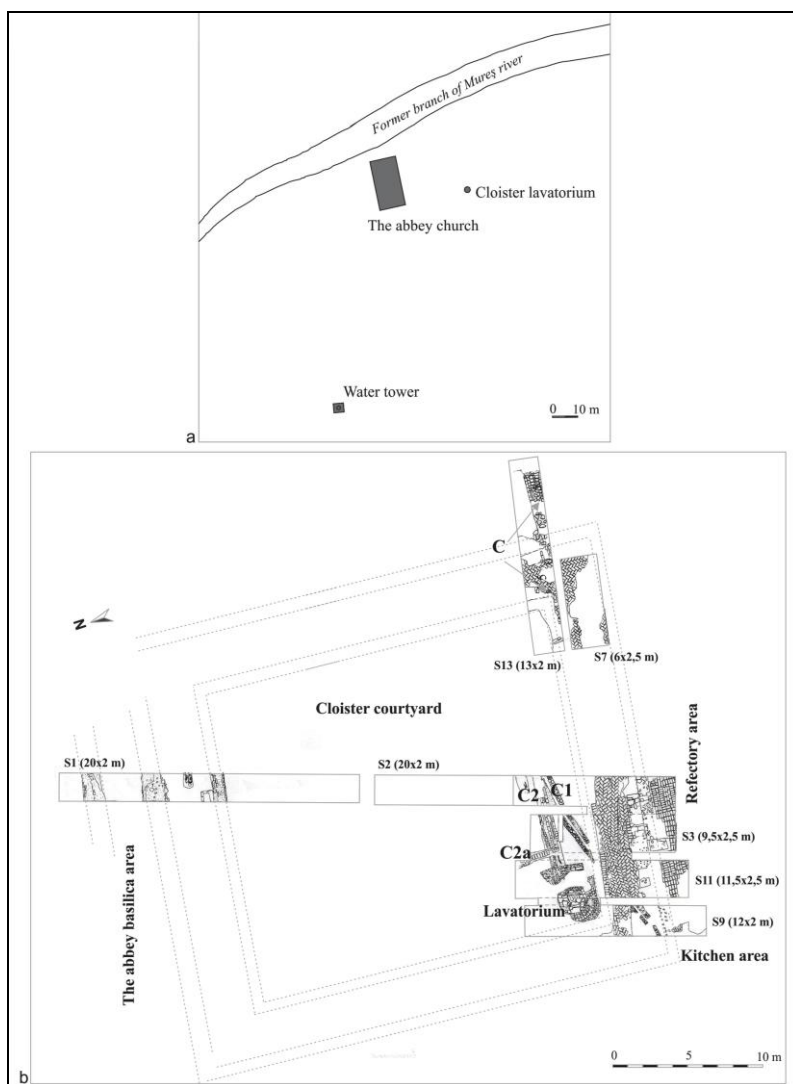 Former branch of Mureş river
Cloister lavatorium
The abbey church
Water tower
0 10 m
a
C
N
S13 (13x2 m)
S7 (6x2,5 m)
Cloister courtyard
Refectory area
S1 (20x2 m)
S2 (20x2 m)
C2
C1
S3 (9,5x2,5 m)
C2a
S11 (11,5x2,5 m)
Lavatorium
S9 (12x2 m)
The abbey basilica area
Kitchen area
0 5 10 m
b